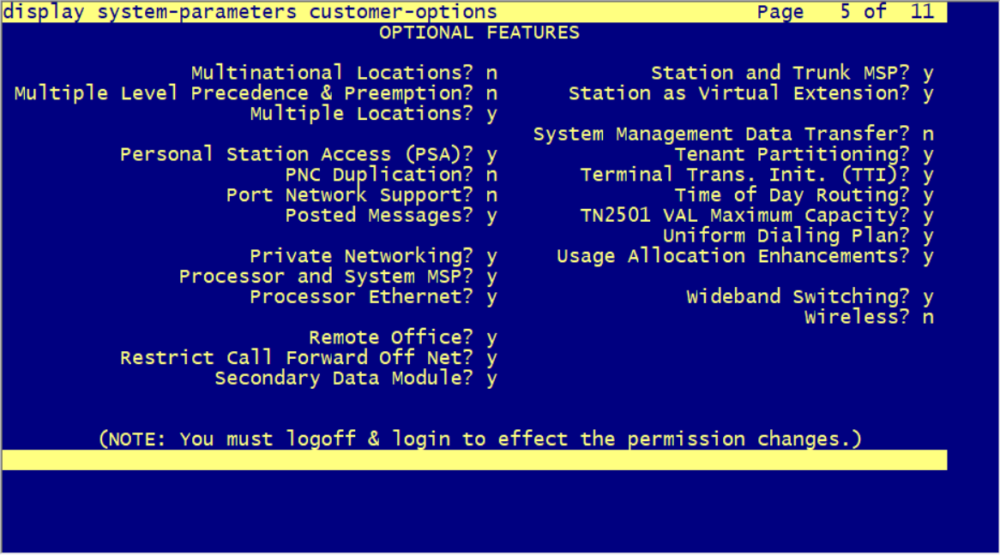 display system-parameters customer-options Page 5 of 11
OPTIONAL FEATURES
Multinational Locations? n Station and Trunk MSP? y
Multiple Level Precedence & Preemption? n Station as Virtual Extension? y
Multiple Locations? y
System Management Data Transfer? n
Personal Station Access (PSA)? y Tenant Partitioning? y
PNC Duplication? n Terminal Trans. Init. (TTI)? y
Port Network Support? n Time of Day Routing? y
Posted Messages? y TN2501 VAL Maximum Capacity? y
Uniform Dialing Plan? y
Private Networking? y Usage Allocation Enhancements? y
Processor and System MSP? y
Processor Ethernet? y Wideband Switching? y
Wireless? n
Remote Office? y
Restrict Call Forward Off Net? y
Secondary Data Module? y
(NOTE: You must logoff & login to effect the permission changes.)